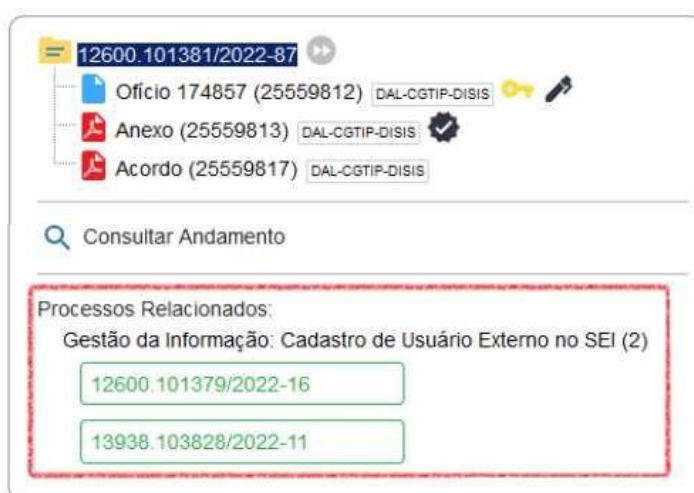 12600.101381/2022-87
Ofício 174857 (25559812) DAL-CGTIP-DISIS
Anexo (25559813) DAL-CGTIP-DISIS
Acordo (25559817) DAL-CGTIP-DISIS
Consultar Andamento
Processos Relacionados:
Gestão da Informação: Cadastro de Usuário Externo no SEI (2)
12600.101379/2022-16
13938.103828/2022-11